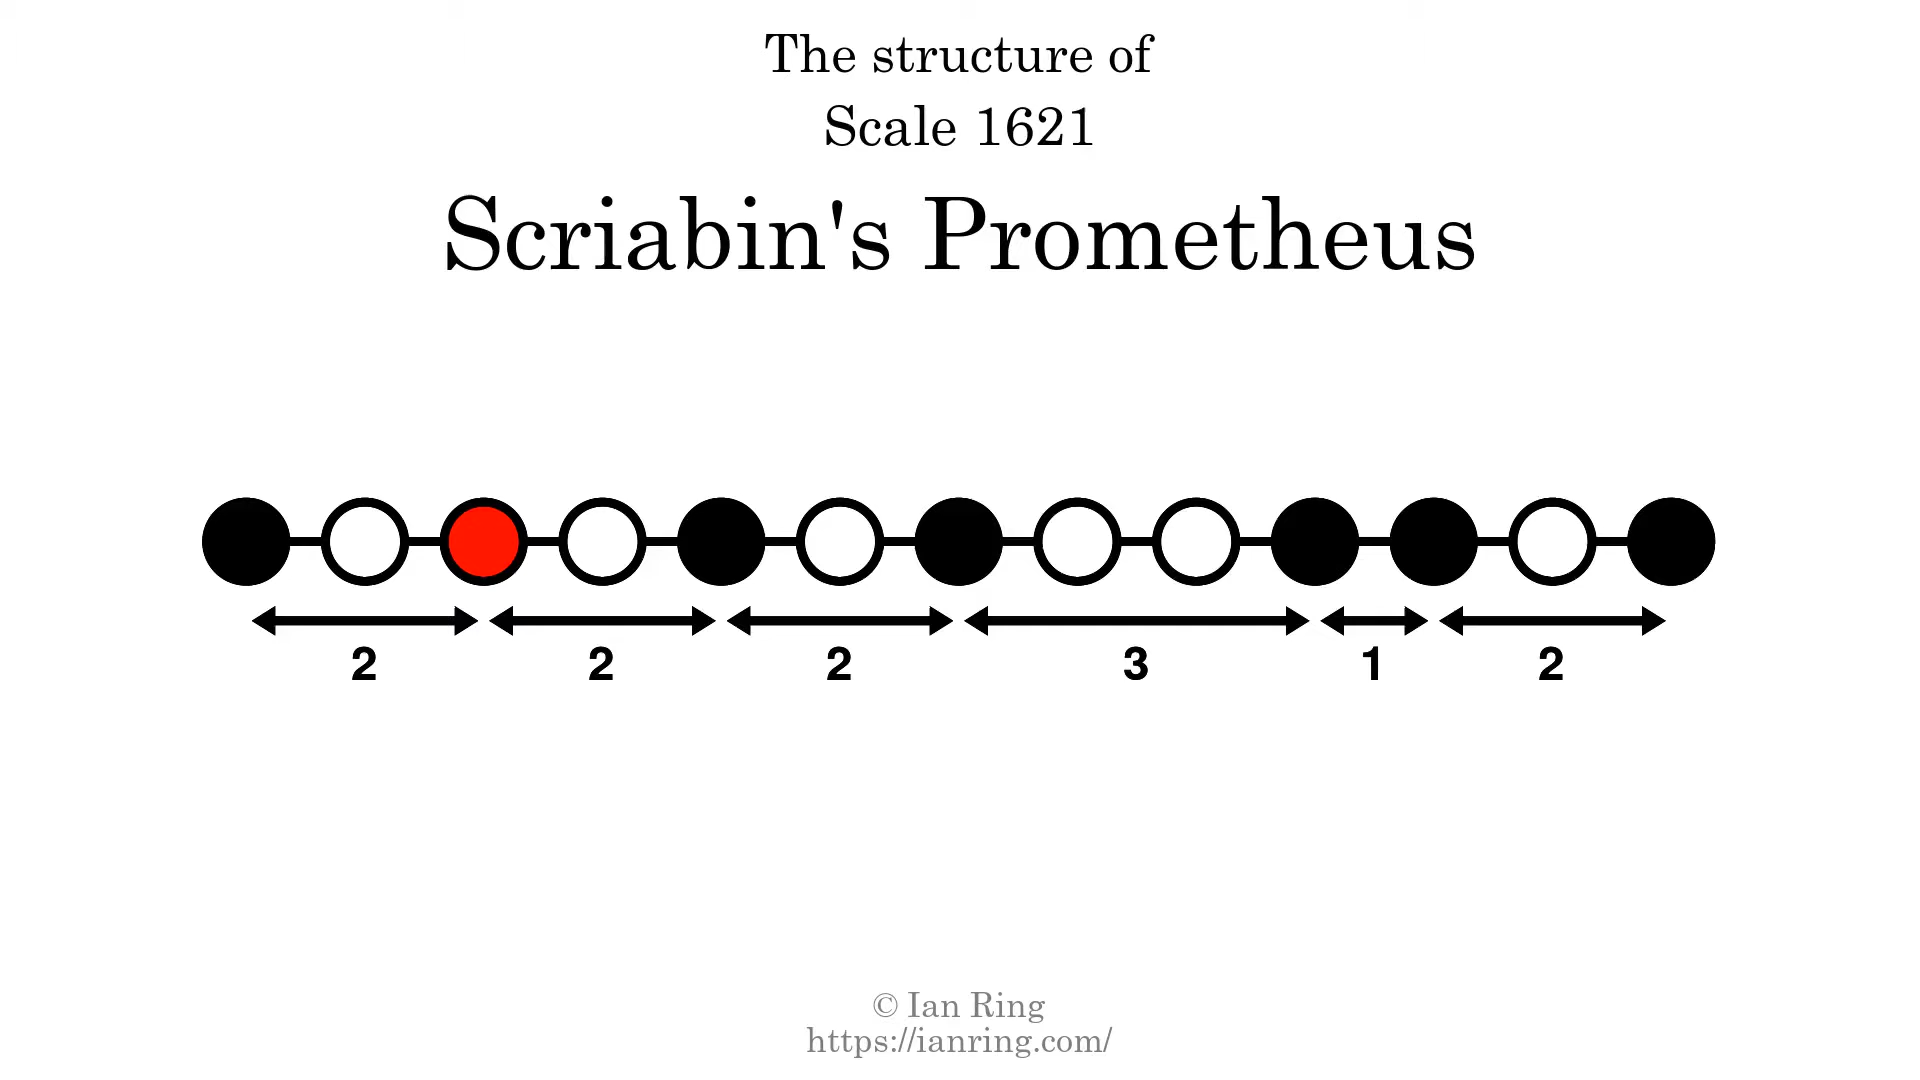 The structure of
Scale 1621
Scriabin's Prometheus
2 2 2 3 1 2
© Ian Ring
https://ianring.com/